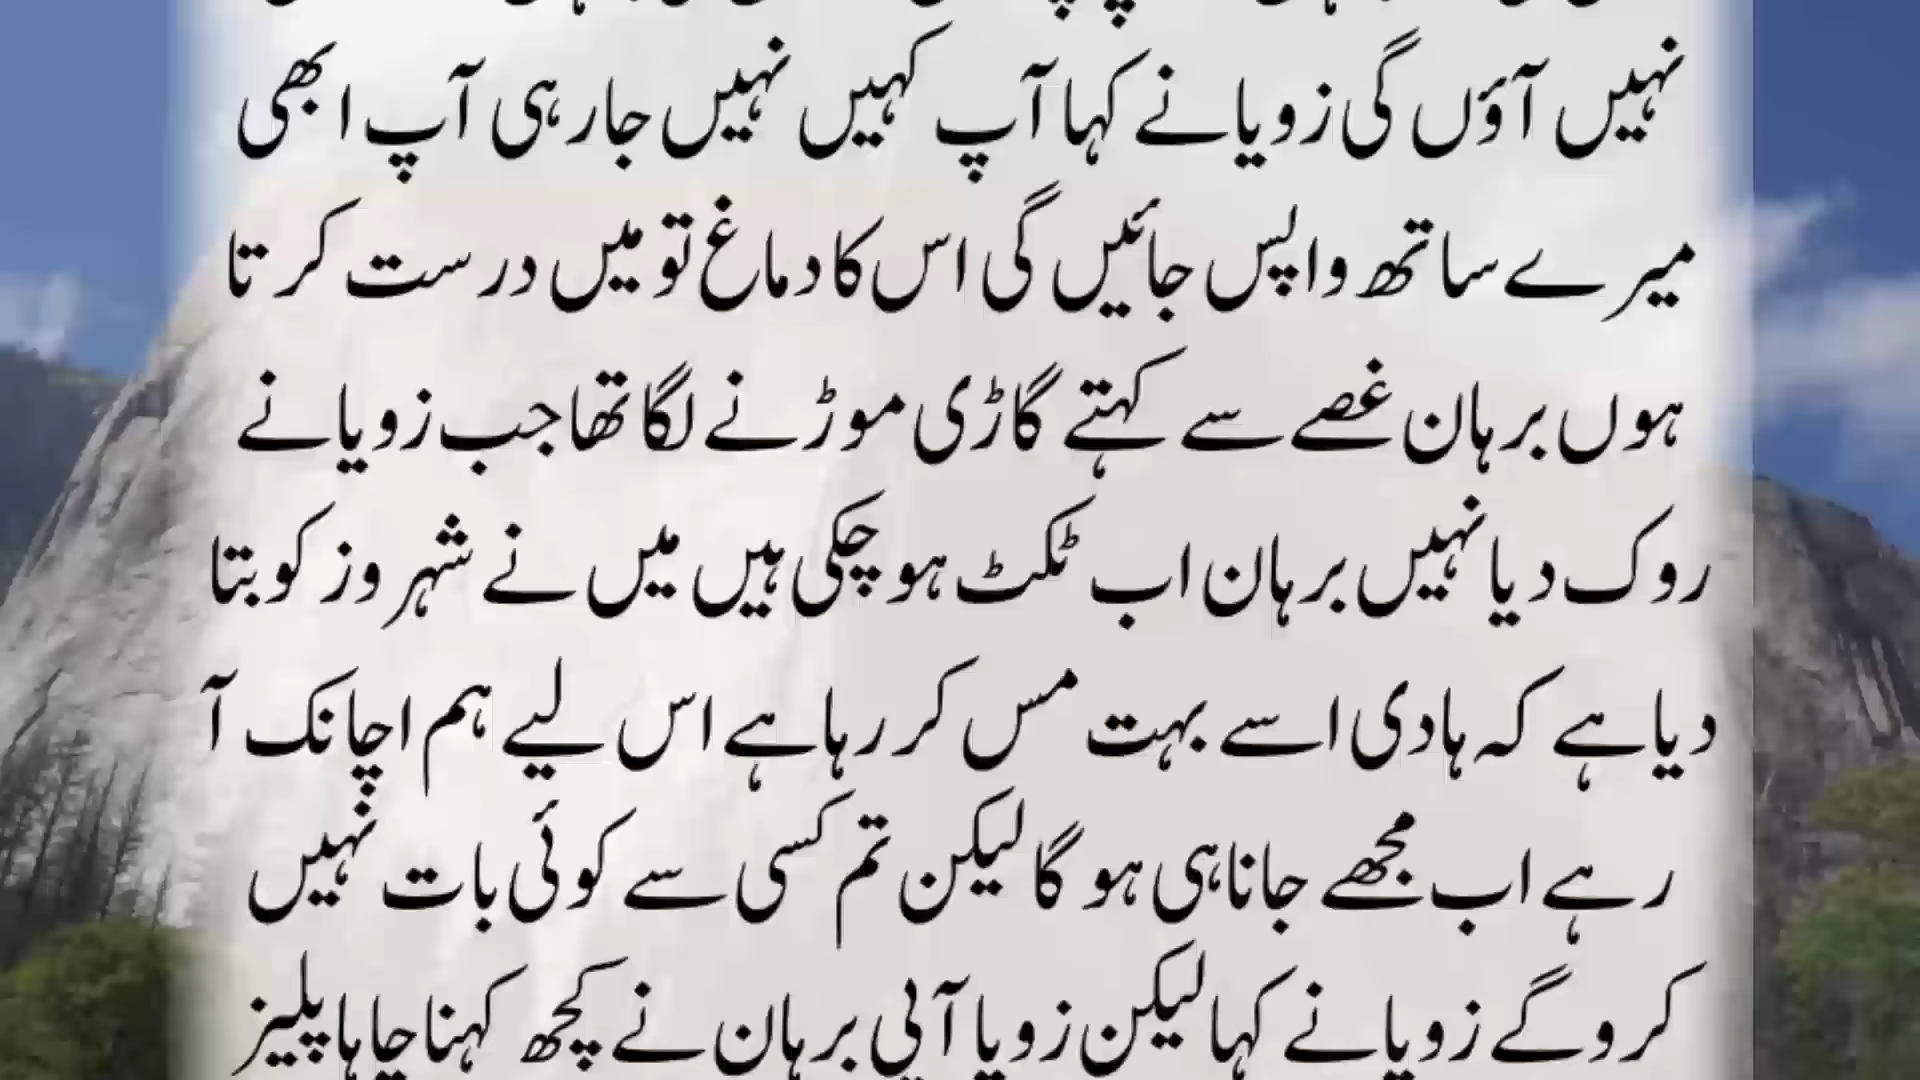 نہیں آؤں گی زویا نے کہا آپ کہیں نہیں جا رہی آپ ابھی
میرے ساتھ واپس جائیں گی اس کا دماغ تو میں درست کرتا
ہوں برہان غصے سے کہتے گاڑی موڑنے لگا تھا جب زویا نے
روک دیا نہیں برہان اب ٹکٹ ہو چکی ہیں میں نے شہروز کو بتا
دیا ہے کہ ہادی اسے بہت مس کر رہا ہے اس لیے ہم اچانک آ
رہے اب مجھے جانا ہی ہو گا لیکن تم کسی سے کوئی بات نہیں
کرو گے زویا نے کہا لیکن زویا آپی برہان نے کچھ کہنا چاہا پلیز